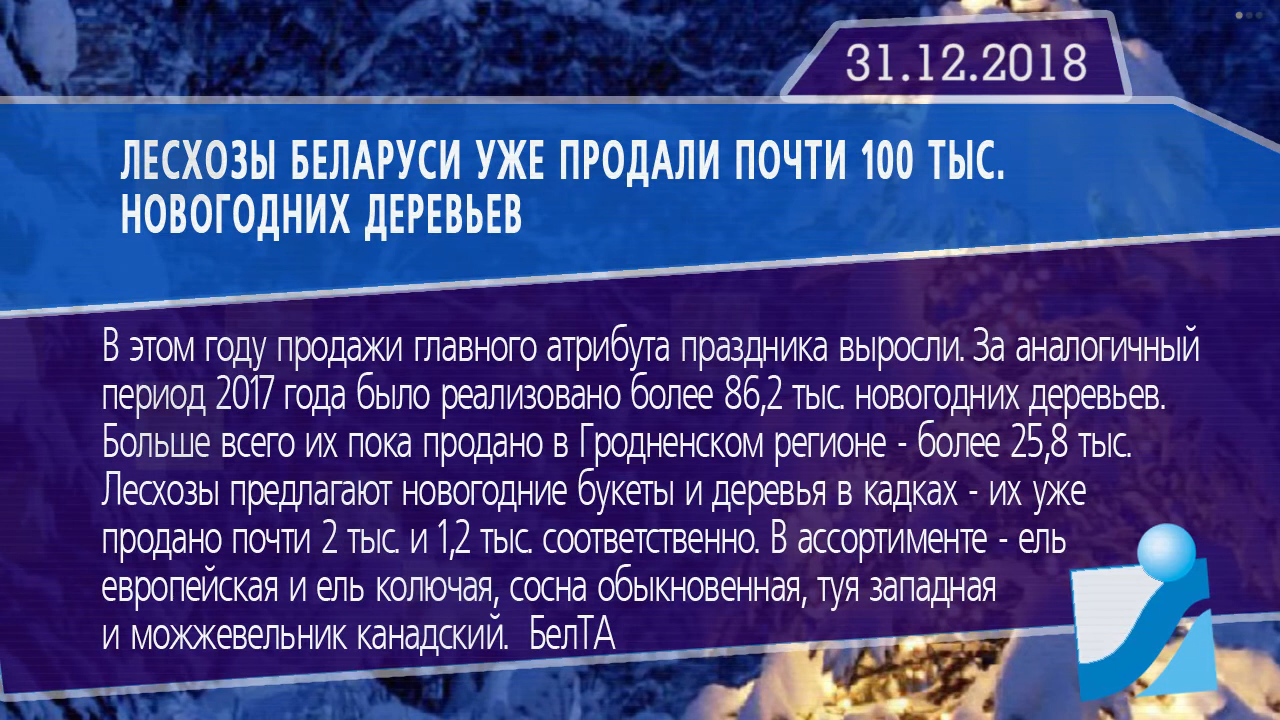 31.12.2018
ЛЕСХОЗЫ БЕЛАРУСИ УЖЕ ПРОДАЛИ ПОЧТИ 100 ТЫС.
НОВОГОДНИХ ДЕРЕВЬЕВ
В этом году продажи главного атрибута праздника выросли. За аналогичный
период 2017 года было реализовано более 86,2 тыс. новогодних деревьев.
Больше всего их пока продано в Гродненском регионе - более 25,8 тыс.
Лесхозы предлагают новогодние букеты и деревья в кадках - их уже
продано почти 2 тыс. и 1,2 тыс. соответственно. В ассортименте - ель
европейская и ель колючая, сосна обыкновенная, туя западная
и можжевельник канадский. БелТА